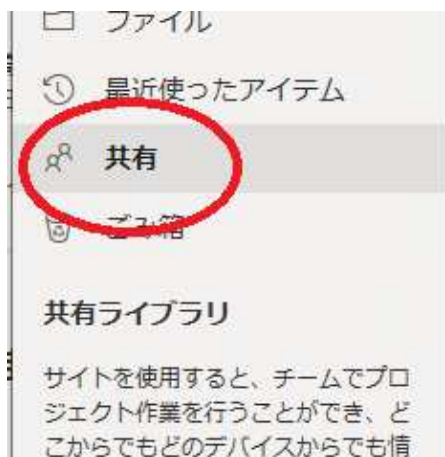 ファイル
最近使ったアイテム
共有
ごみ箱
共有ライブラリ
サイトを使用すると、チームでプロ
ジェクト作業を行うことができ、ど
こからでもどのデバイスからでも情